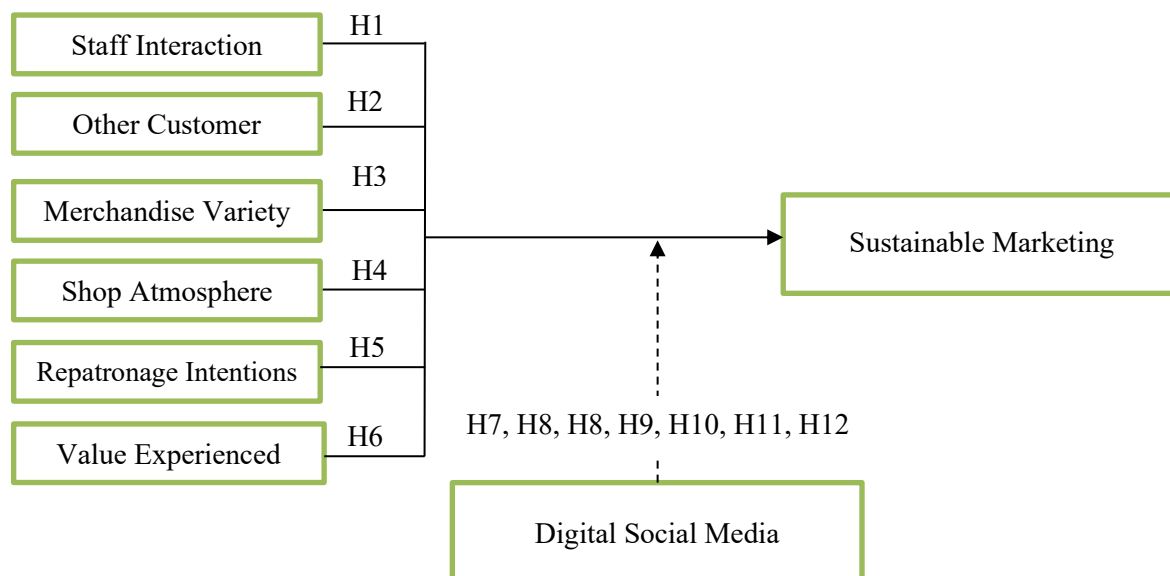 H1
Staff Interaction
H2
Other Customer
H3
Merchandise Variety
Sustainable Marketing
H4
Shop Atmosphere
H5
Repatronage Intentions
H7, H8, H8, H9, H10, H11, H12
H6
Value Experienced
Digital Social Media